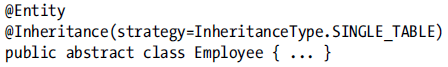 @Entity
@Inheritance(strategy=InheritanceType.SINGLE_TABLE)
public abstract class Employee { ... }